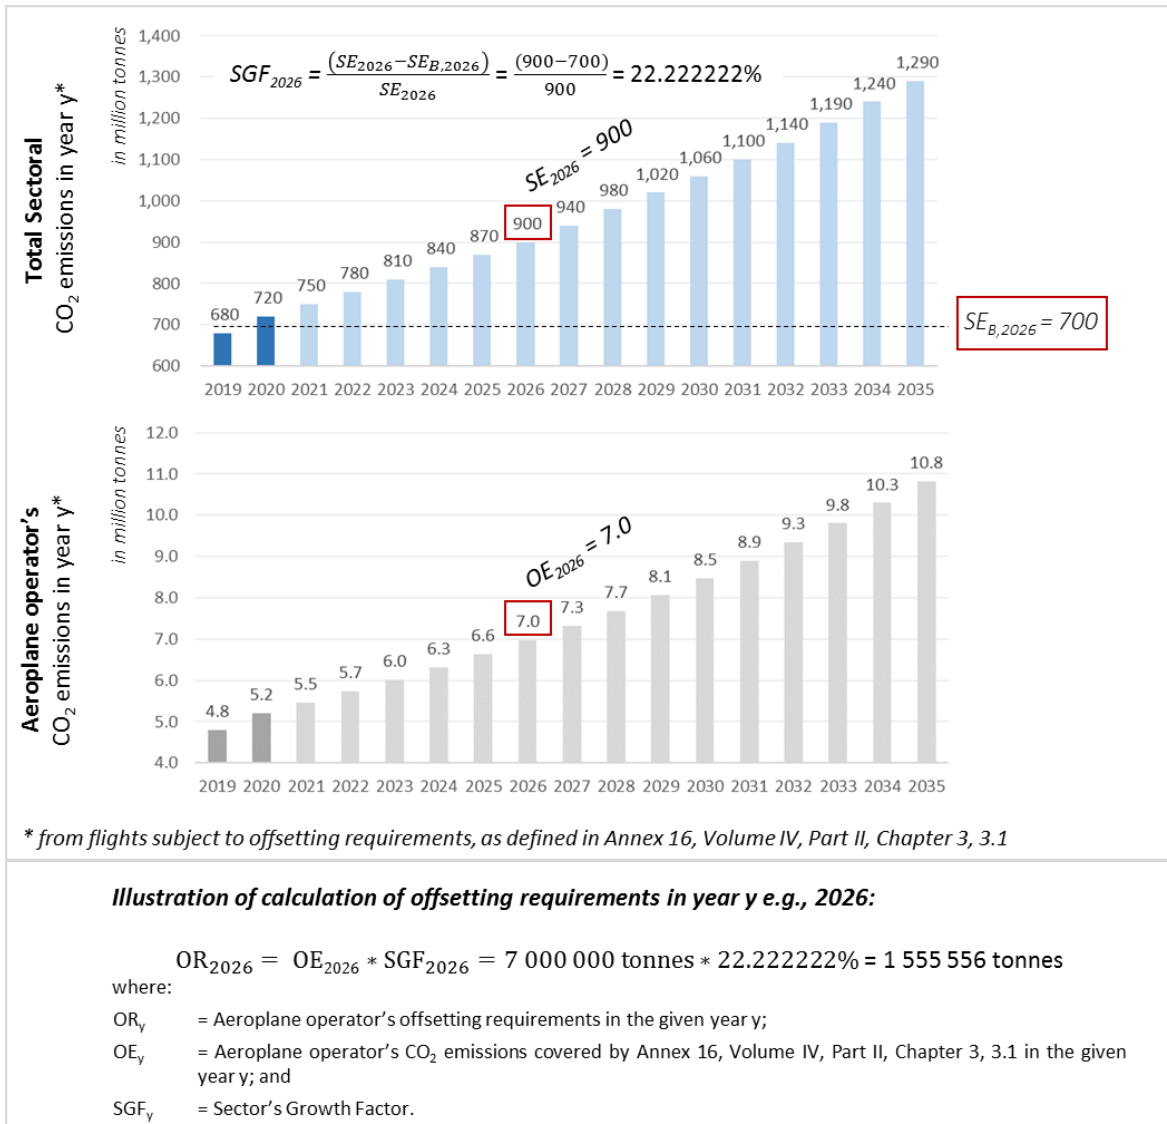 Total Sectoral
CO₂ emissions in year y*
in million tonnes
1,400
1,300
1,200
1,100
1,000
900
800
700
600
SGF₂₀₂₆ = (SE₂₀₂₆−SE_B,₂₀₂₆)/SE₂₀₂₆ = (900−700)/900 = 22.222222%
SE₂₀₂₆ = 900
680
720
750
780
810
840
870
900
940
980
1,020
1,060
1,100
1,140
1,190
1,240
1,290
SE_B,₂₀₂₆ = 700
2019 2020 2021 2022 2023 2024 2025 2026 2027 2028 2029 2030 2031 2032 2033 2034 2035
Aeroplane operator's
CO₂ emissions in year y*
in million tonnes
12.0
11.0
10.0
9.0
8.0
7.0
6.0
5.0
4.0
OE₂₀₂₆ = 7.0
4.8
5.2
5.5
5.7
6.0
6.3
6.6
7.0
7.3
7.7
8.1
8.5
8.9
9.3
9.8
10.3
10.8
2019 2020 2021 2022 2023 2024 2025 2026 2027 2028 2029 2030 2031 2032 2033 2034 2035
* from flights subject to offsetting requirements, as defined in Annex 16, Volume IV, Part II, Chapter 3, 3.1
Illustration of calculation of offsetting requirements in year y e.g., 2026:
OR₂₀₂₆ = OE₂₀₂₆ * SGF₂₀₂₆ = 7 000 000 tonnes * 22.222222% = 1 555 556 tonnes
where:
OR_y = Aeroplane operator's offsetting requirements in the given year y;
OE_y = Aeroplane operator's CO₂ emissions covered by Annex 16, Volume IV, Part II, Chapter 3, 3.1 in the given
year y; and
SGF_y = Sector's Growth Factor.